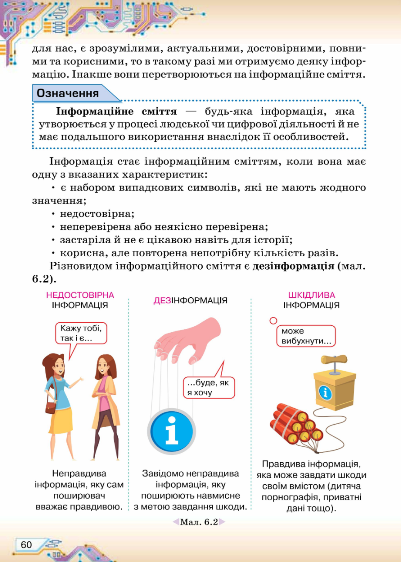 для нас, є зрозумілими, актуальними, достовірними, повни-
ми та корисними, то в такому разі ми отримуємо деяку інфор-
мацію. Інакше вони перетворюються на інформаційне сміття.
Означення
Інформаційне сміття — будь-яка інформація, яка
утворюється у процесі людської чи цифрової діяльності й не
має подальшого використання внаслідок її особливостей.
Інформація стає інформаційним сміттям, коли вона має
одну з вказаних характеристик:
• є набором випадкових символів, які не мають жодного
значення;
• недостовірна;
• неперевірена або неякісно перевірена;
• застаріла й не є цікавою навіть для історії;
• корисна, але повторена непотрібну кількість разів.
Різновидом інформаційного сміття є дезінформація (мал.
6.2).
НЕДОСТОВІРНА
ІНФОРМАЦІЯ
Кажу тобі,
так і є...
Неправдива
інформація, яку сам
поширювач
вважає правдивою.
ДЕЗІНФОРМАЦІЯ
...буде, як
я хочу
i
Завідомо неправдива
інформація, яку
поширюють навмисне
з метою завдання шкоди.
ШКІДЛИВА
ІНФОРМАЦІЯ
може
вибухнути...
i
Правдива інформація,
яка може завдати шкоди
своїм вмістом (дитяча
порнографія, приватні
дані тощо).
Мал. 6.2
60